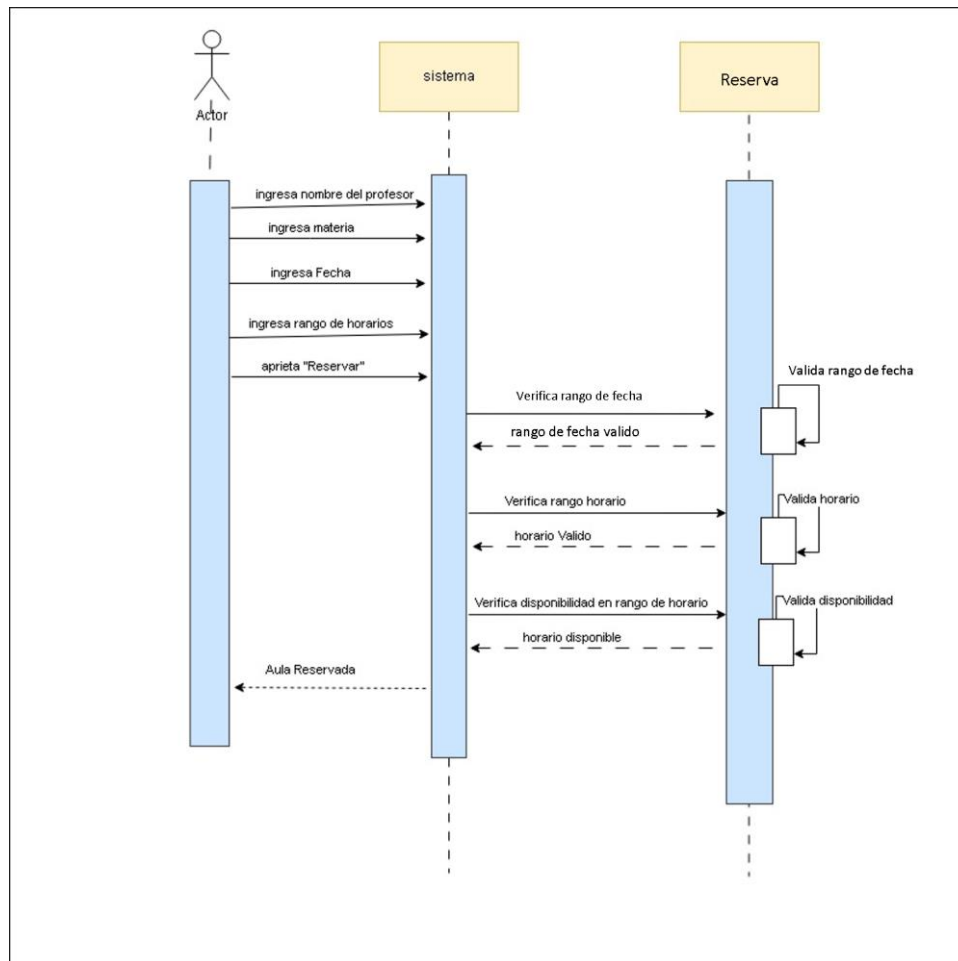 sistema
Reserva
Actor
ingresa nombre del profesor
ingresa materia
ingresa Fecha
ingresa rango de horarios
aprieta "Reservar"
Valida rango de fecha
Verifica rango de fecha
rango de fecha valido
Verifica rango horario
Valida horario
horario Valido
Verifica disponibilidad en rango de horario
Valida disponibilidad
horario disponible
Aula Reservada